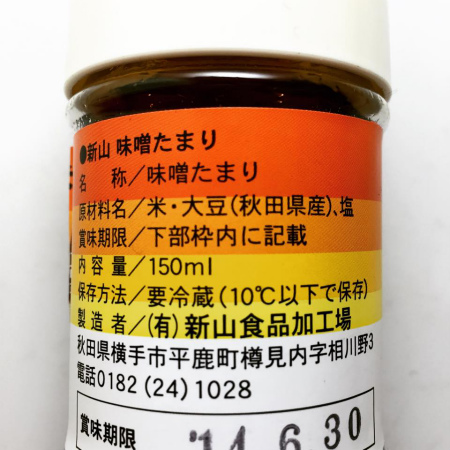 ●新山 味噌たまり
名　　称／味噌たまり
原材料名／米・大豆(秋田県産)、塩
賞味期限／下部枠内に記載
内 容 量／150ml
保存方法／要冷蔵(10℃以下で保存)
製 造 者／(有)新山食品加工場
秋田県横手市平鹿町樽見内字相川野3
電話0182(24)1028
賞味期限 '14.6.30